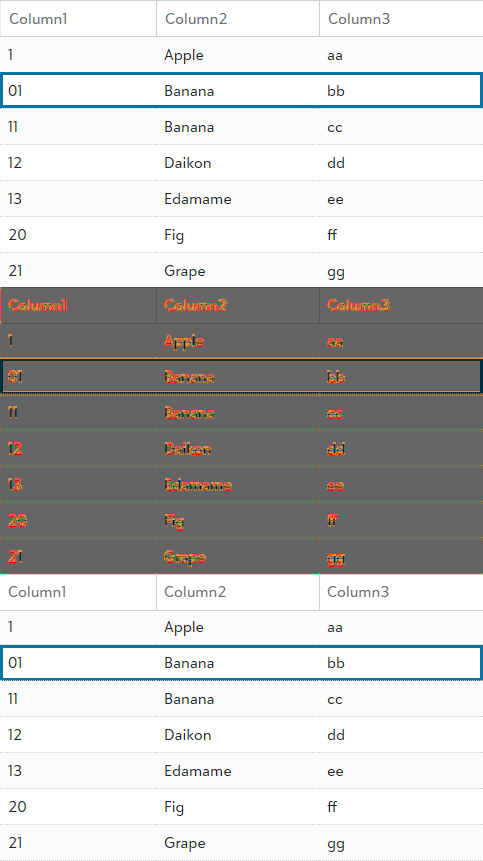 Column1 Column2 Column3
1 Apple aa
01 Banana bb
11 Banana cc
12 Daikon dd
13 Edamame ee
20 Fig ff
21 Grape gg
Column1 Column2 Column3
1 Apple aa
01 Banana bb
11 Banana cc
12 Daikon dd
13 Edamame ee
20 Fig ff
21 Grape gg
Column1 Column2 Column3
1 Apple aa
01 Banana bb
11 Banana cc
12 Daikon dd
13 Edamame ee
20 Fig ff
21 Grape gg